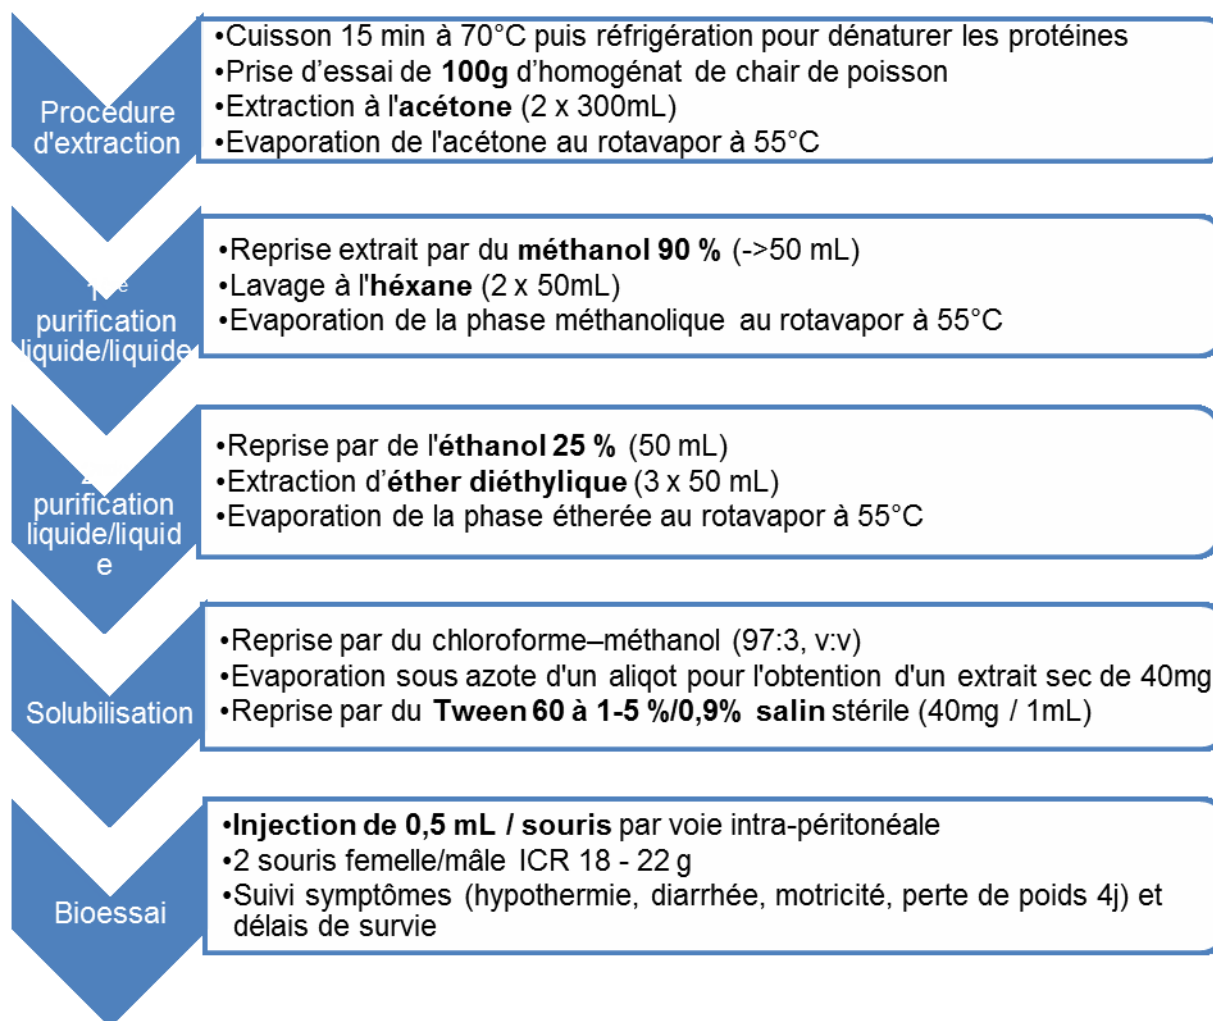 Procédure
d'extraction
•Cuisson 15 min à 70°C puis réfrigération pour dénaturer les protéines
•Prise d'essai de 100g d'homogénat de chair de poisson
•Extraction à l'acétone (2 x 300mL)
•Evaporation de l'acétone au rotavapor à 55°C
purification
liquide/liquide
•Reprise extrait par du méthanol 90 % (->50 mL)
•Lavage à l'héxane (2 x 50mL)
•Evaporation de la phase méthanolique au rotavapor à 55°C
purification
liquide/liquid
e
•Reprise par de l'éthanol 25 % (50 mL)
•Extraction d'éther diéthylique (3 x 50 mL)
•Evaporation de la phase étherée au rotavapor à 55°C
Solubilisation
•Reprise par du chloroforme–méthanol (97:3, v:v)
•Evaporation sous azote d'un aliqot pour l'obtention d'un extrait sec de 40mg
•Reprise par du Tween 60 à 1-5 %/0,9% salin stérile (40mg / 1mL)
Bioessai
•Injection de 0,5 mL / souris par voie intra-péritonéale
•2 souris femelle/mâle ICR 18 - 22 g
•Suivi symptômes (hypothermie, diarrhée, motricité, perte de poids 4j) et
délais de survie